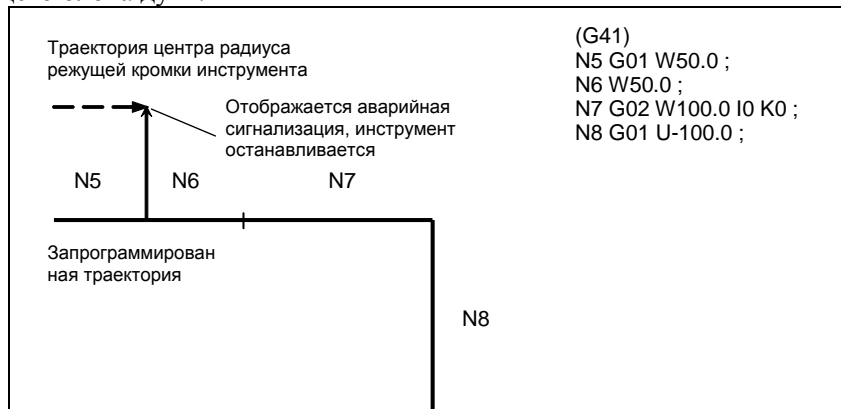 Траектория центра радиуса
режущей кромки инструмента
Отображается аварийная
сигнализация, инструмент
останавливается
N5
N6
N7
Запрограммирован
ная траектория
N8
(G41)
N5 G01 W50.0 ;
N6 W50.0 ;
N7 G02 W100.0 I0 K0 ;
N8 G01 U-100.0 ;